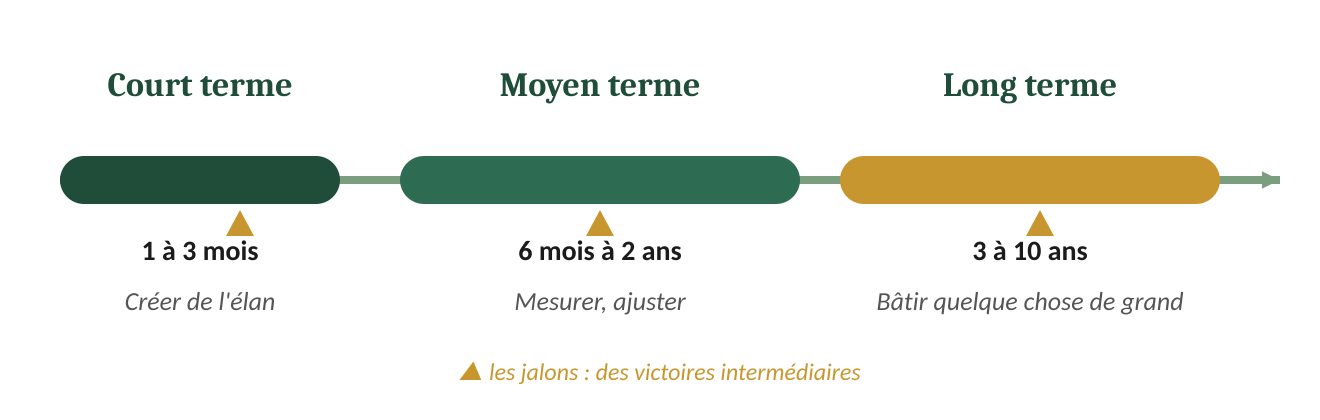 Court terme
Moyen terme
Long terme
1 à 3 mois
6 mois à 2 ans
3 à 10 ans
Créer de l'élan
Mesurer, ajuster
Bâtir quelque chose de grand
les jalons : des victoires intermédiaires